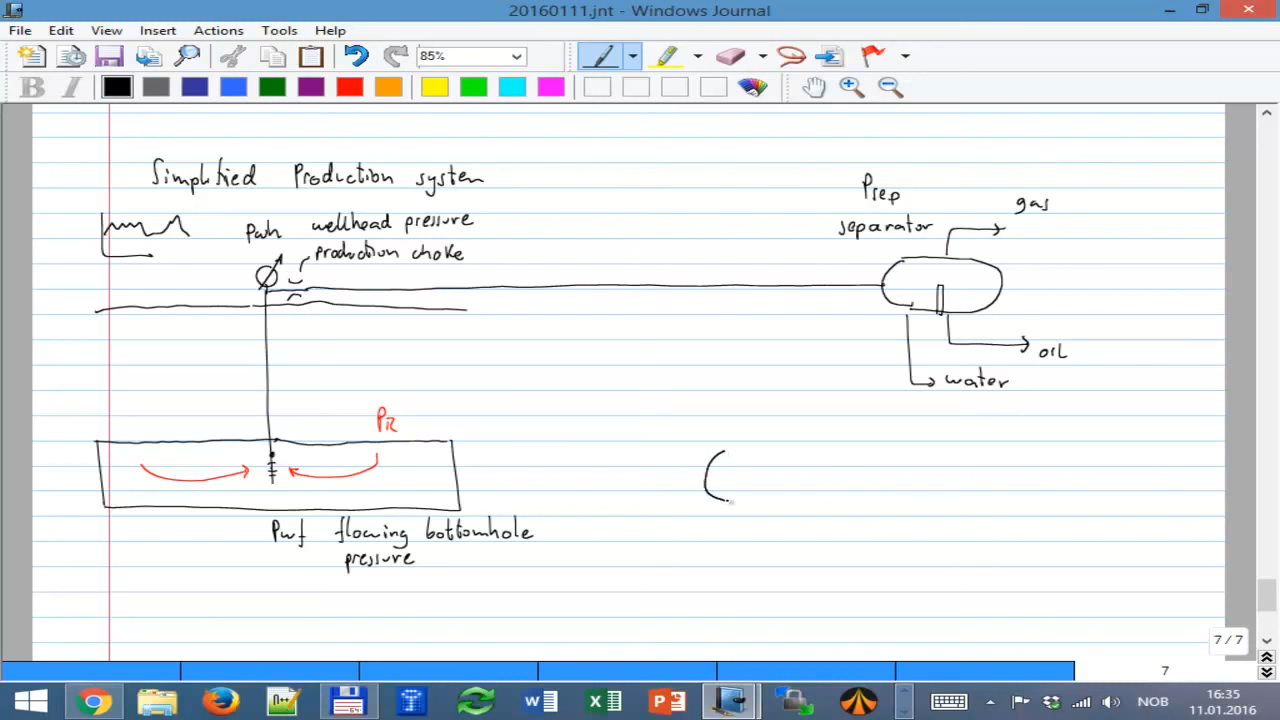 20160111.jnt - Windows Journal
File Edit View Insert Actions Tools Help
85%
B I
Simplified Production system
Pwh wellhead pressure
production choke
Psep
separator
gas
oil
water
PR
Pwf flowing bottomhole
pressure
7 / 7
7
NOB
16:35
11.01.2016